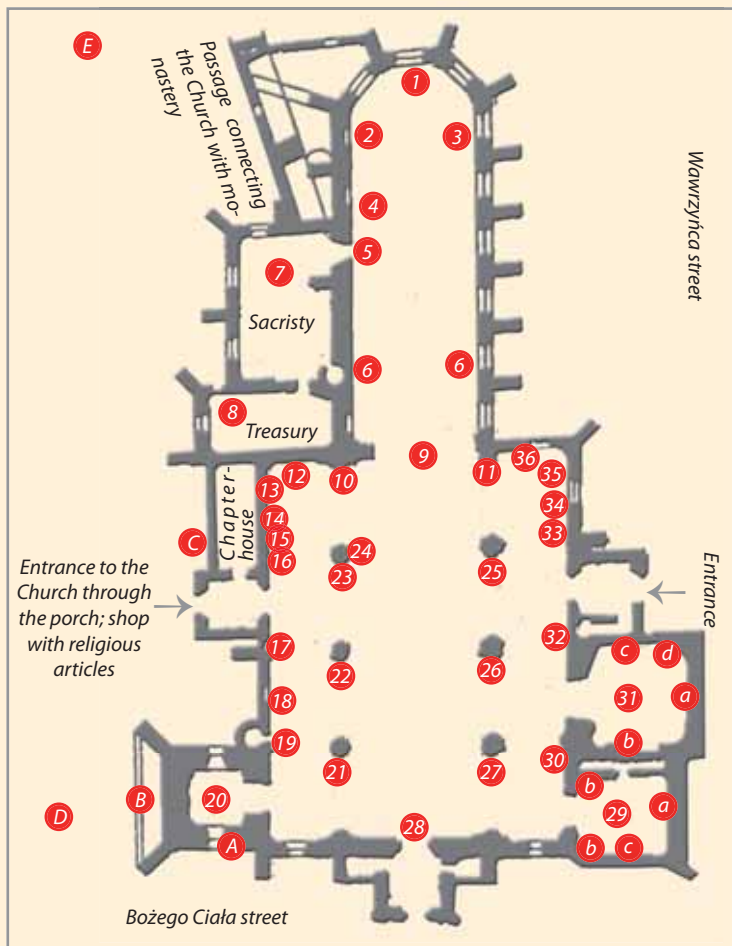 E
Passage connecting
the Church with mo-
nastery
1
2
3
Wawrzyńca street
4
5
7
Sacristy
6
6
8
Treasury
9
36
12
10
11
35
13
Chapter-
house
34
14
33
C
15
24
16
23
25
Entrance to the
Church through
the porch; shop
with religious
articles
Entrance
32
17
c
d
22
26
31
a
18
19
b
30
21
27
b
B
20
a
29
D
28
A
b
c
Bożego Ciała street